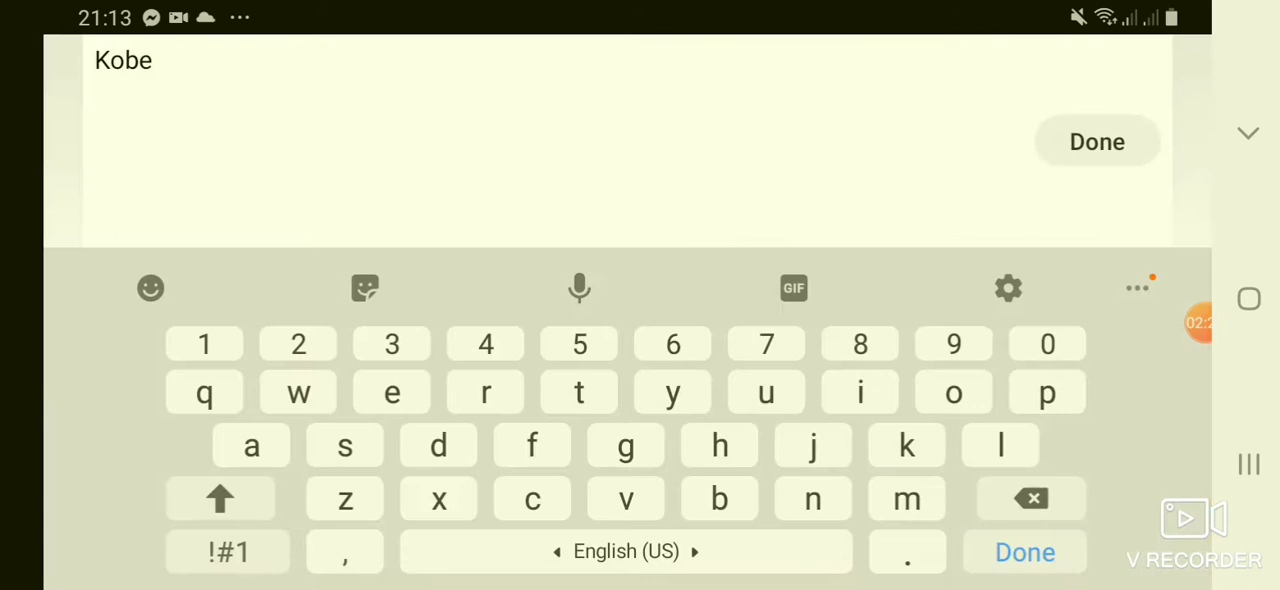 21:13
Kobe
Done
GIF
1 2 3 4 5 6 7 8 9 0
q w e r t y u i o p
a s d f g h j k l
z x c v b n m
!#1 , English (US) . Done
V RECORDER